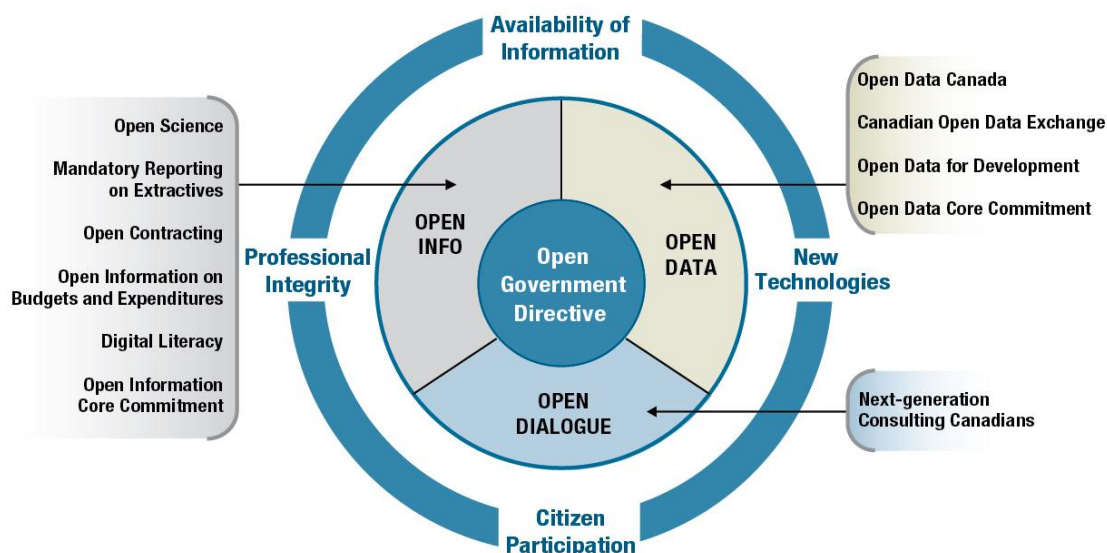 Availability of
Information
Open Science
Mandatory Reporting
on Extractives
Open Contracting
Open Information on
Budgets and Expenditures
Digital Literacy
Open Information
Core Commitment
Professional
Integrity
OPEN
INFO
Open
Government
Directive
OPEN
DATA
OPEN
DIALOGUE
New
Technologies
Open Data Canada
Canadian Open Data Exchange
Open Data for Development
Open Data Core Commitment
Next-generation
Consulting Canadians
Citizen
Participation